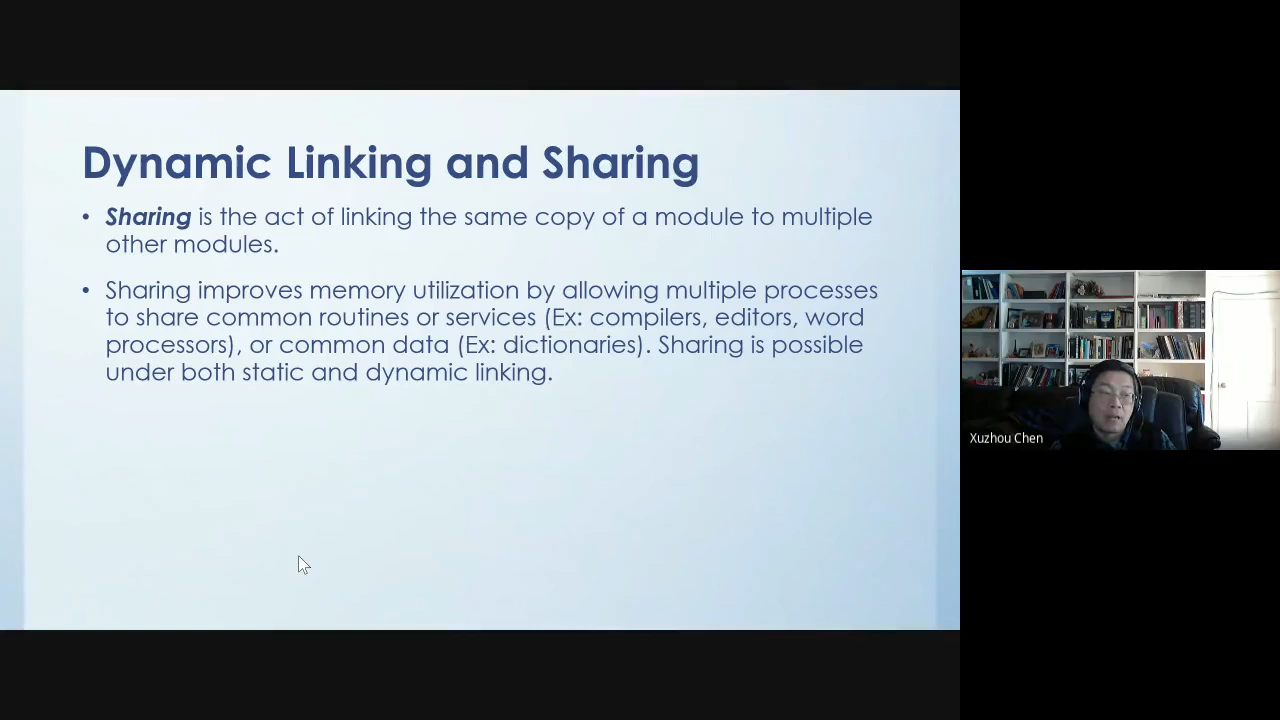 Dynamic Linking and Sharing
• Sharing is the act of linking the same copy of a module to multiple
other modules.
• Sharing improves memory utilization by allowing multiple processes
to share common routines or services (Ex: compilers, editors, word
processors), or common data (Ex: dictionaries). Sharing is possible
under both static and dynamic linking.
Xuzhou Chen